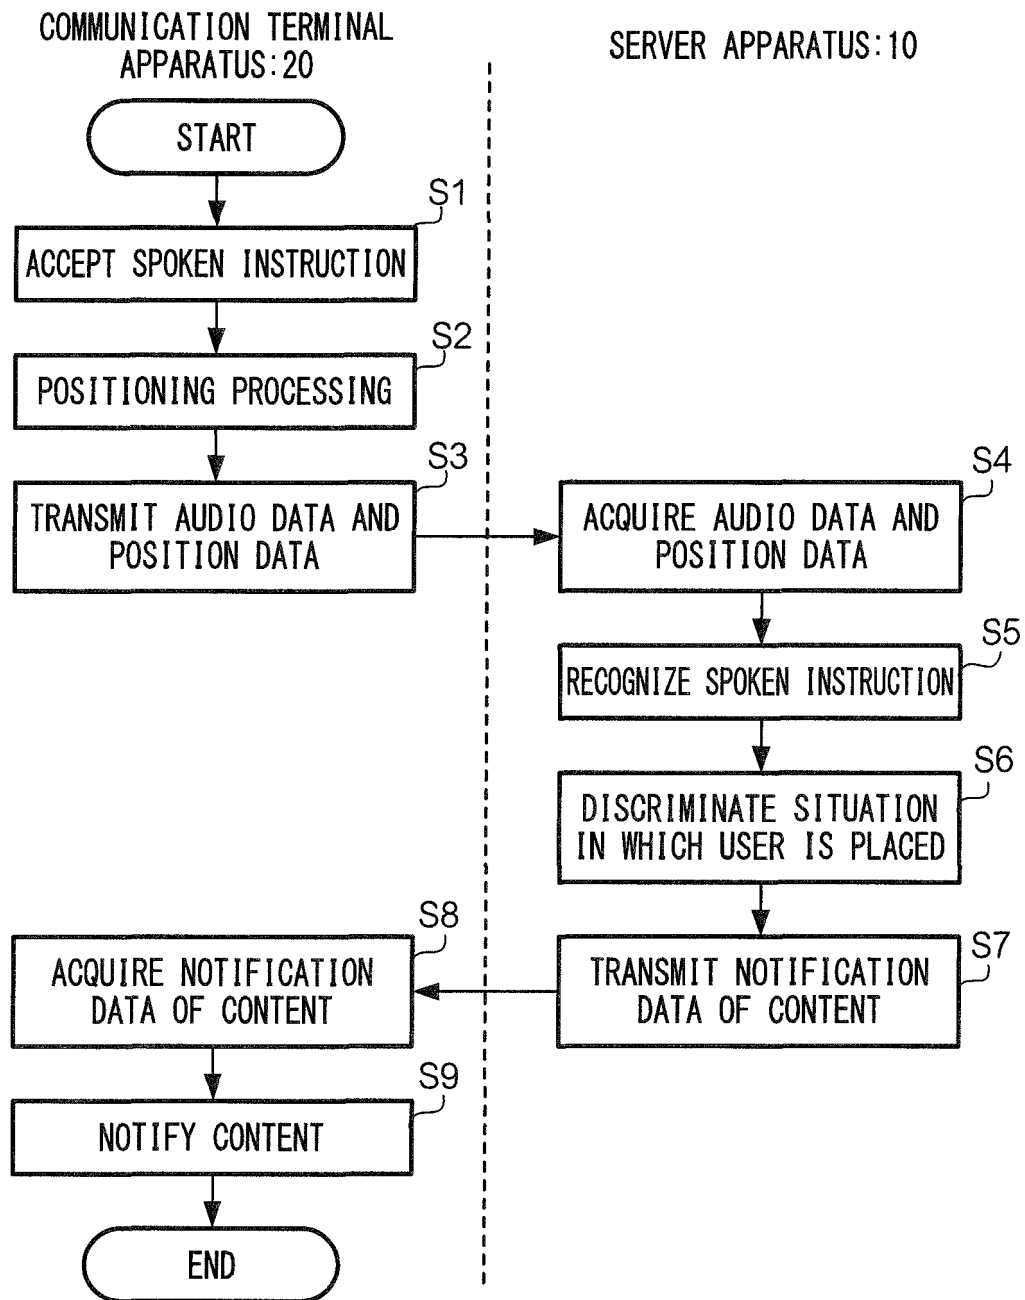 COMMUNICATION TERMINAL
APPARATUS:20
SERVER APPARATUS:10
START
S1
ACCEPT SPOKEN INSTRUCTION
S2
POSITIONING PROCESSING
S3
TRANSMIT AUDIO DATA AND
POSITION DATA
S4
ACQUIRE AUDIO DATA AND
POSITION DATA
S5
RECOGNIZE SPOKEN INSTRUCTION
S6
DISCRIMINATE SITUATION
IN WHICH USER IS PLACED
S7
TRANSMIT NOTIFICATION
DATA OF CONTENT
S8
ACQUIRE NOTIFICATION
DATA OF CONTENT
S9
NOTIFY CONTENT
END